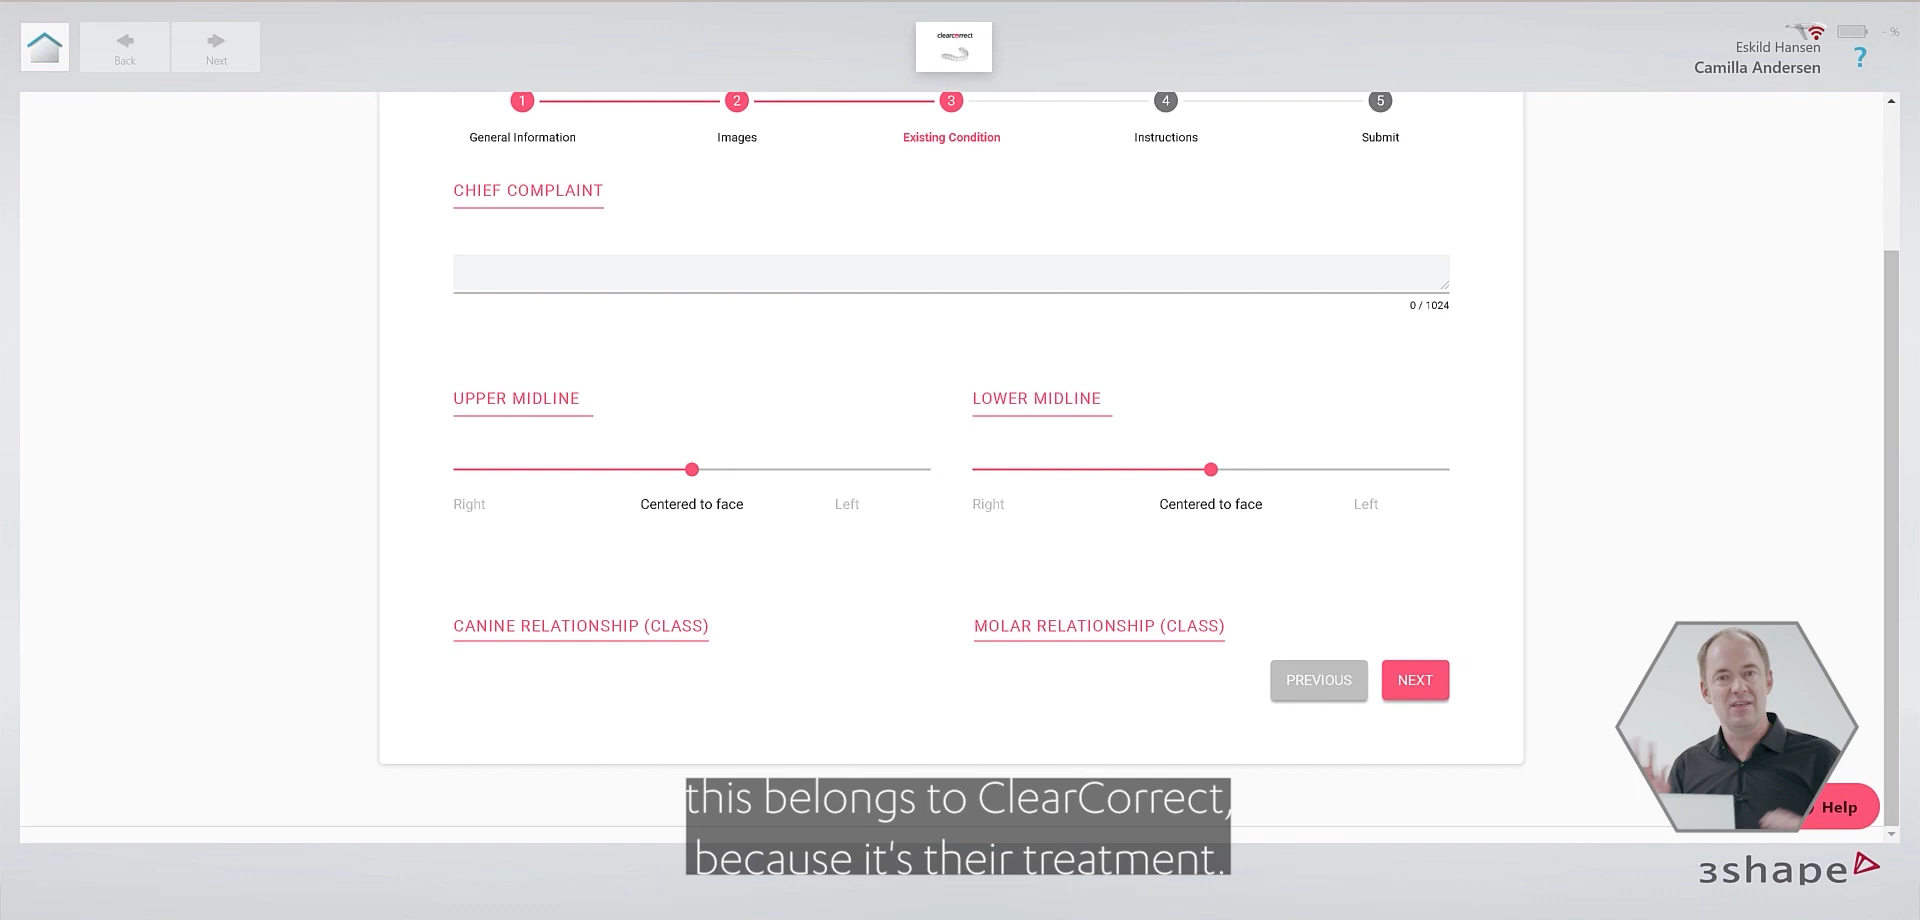 Back
Next
clearcorrect
- %
Eskild Hansen
Camilla Andersen
?
1
2
3
4
5
General Information
Images
Existing Condition
Instructions
Submit
CHIEF COMPLAINT
0 / 1024
UPPER MIDLINE
LOWER MIDLINE
Right
Centered to face
Left
Right
Centered to face
Left
CANINE RELATIONSHIP (CLASS)
MOLAR RELATIONSHIP (CLASS)
PREVIOUS
NEXT
Help
this belongs to ClearCorrect,
because it's their treatment.
3shape